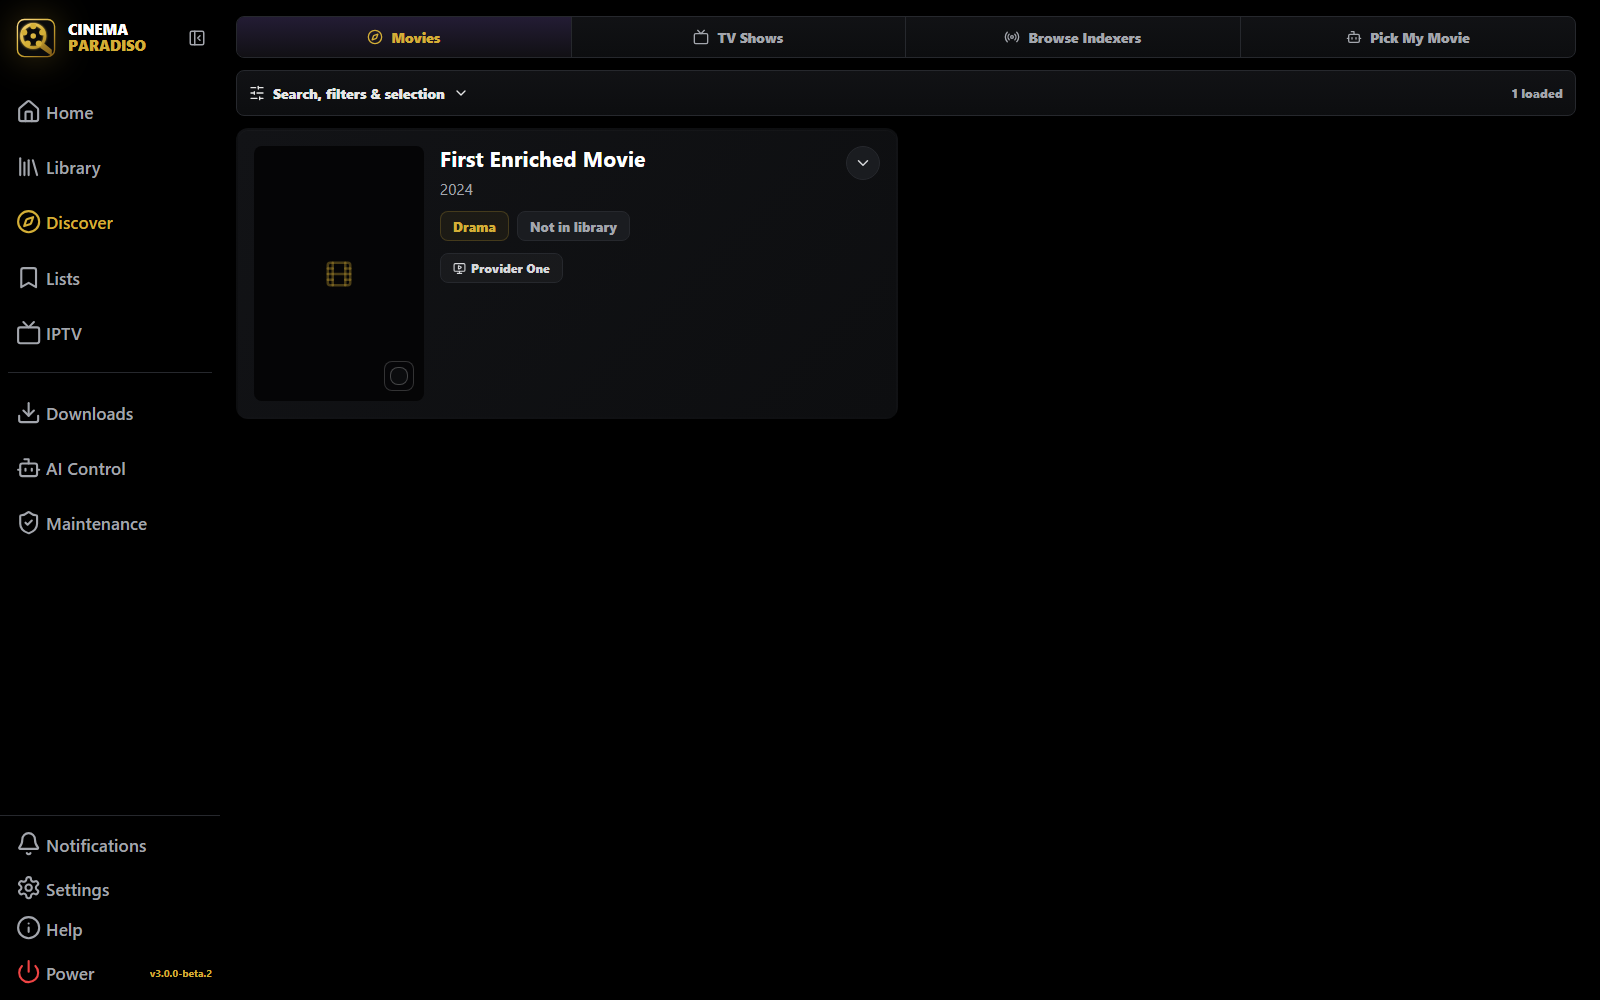 CINEMA
PARADISO
Home
Library
Discover
Lists
IPTV
Downloads
AI Control
Maintenance
Notifications
Settings
Help
Power
v3.0.0-beta.2
Movies
TV Shows
Browse Indexers
Pick My Movie
Search, filters & selection
1 loaded
First Enriched Movie
2024
Drama
Not in library
Provider One